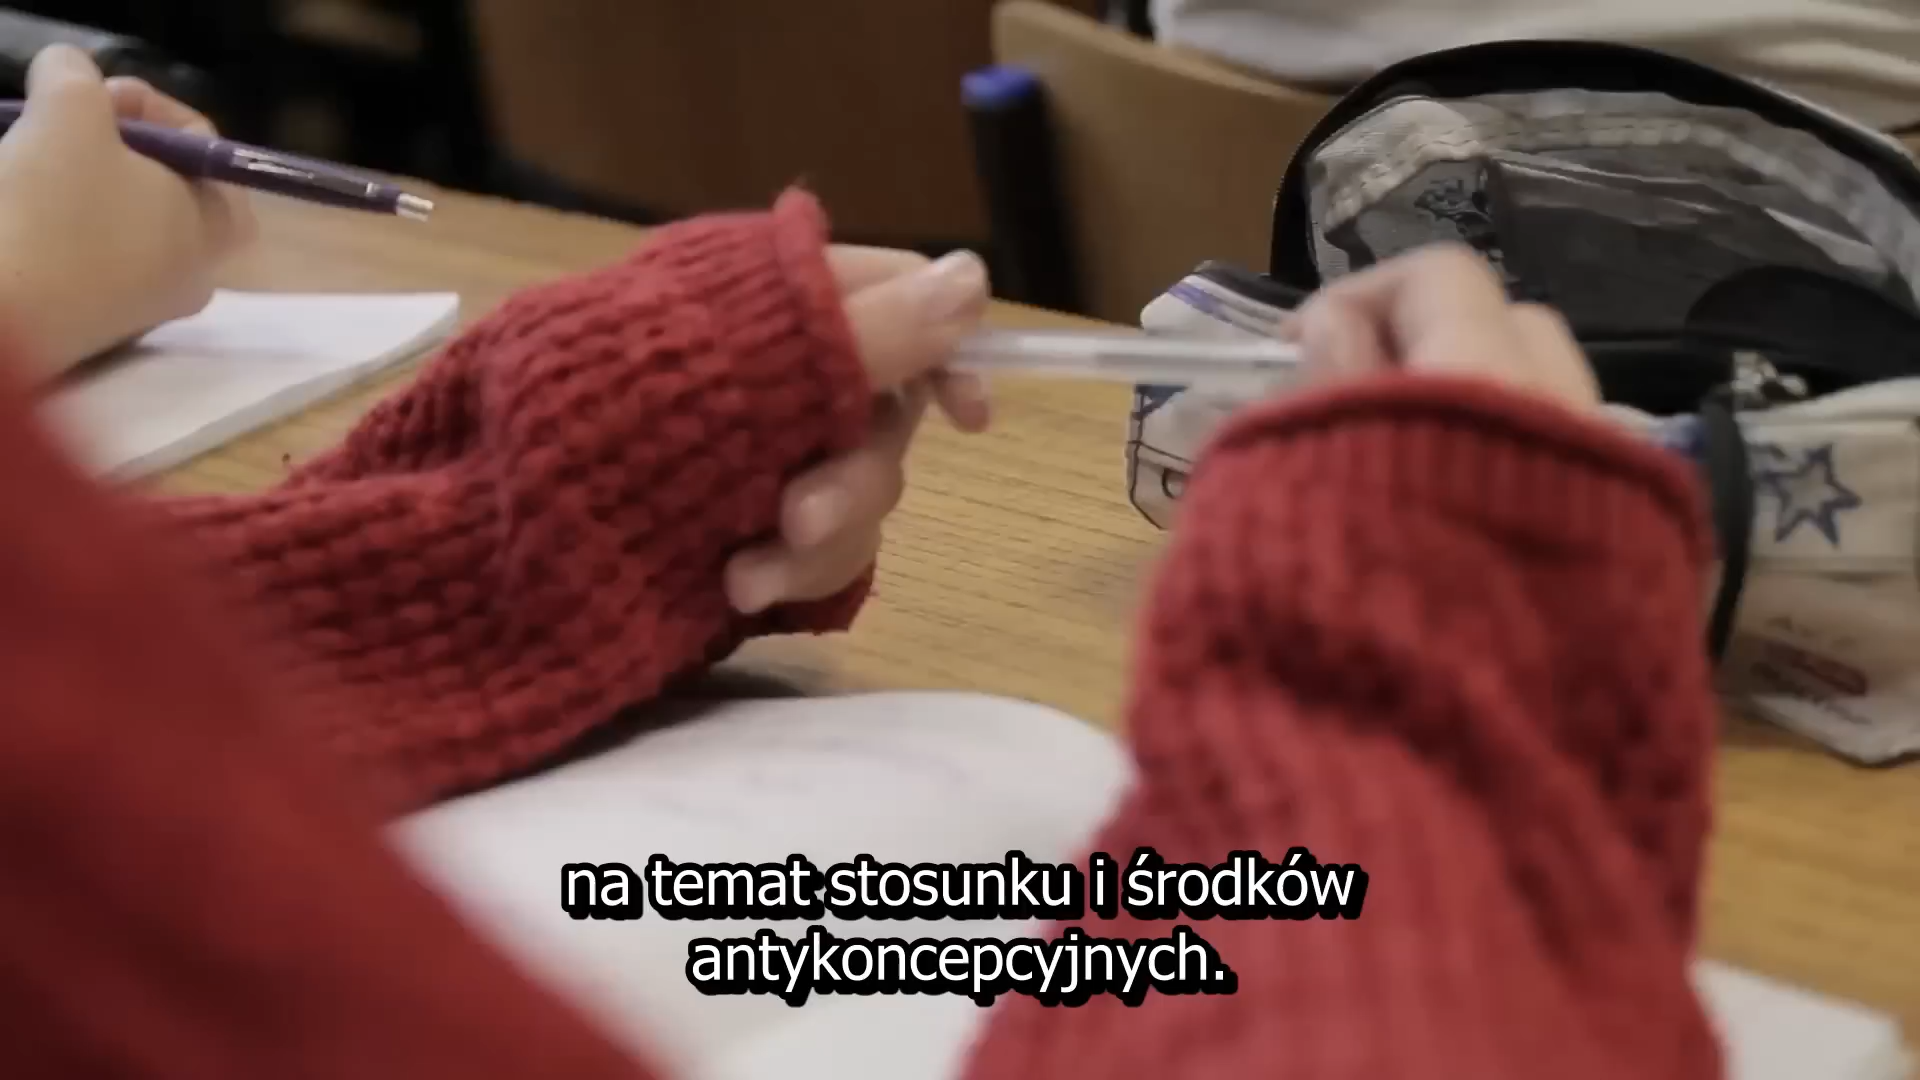 na temat stosunku i środków
antykoncepcyjnych.